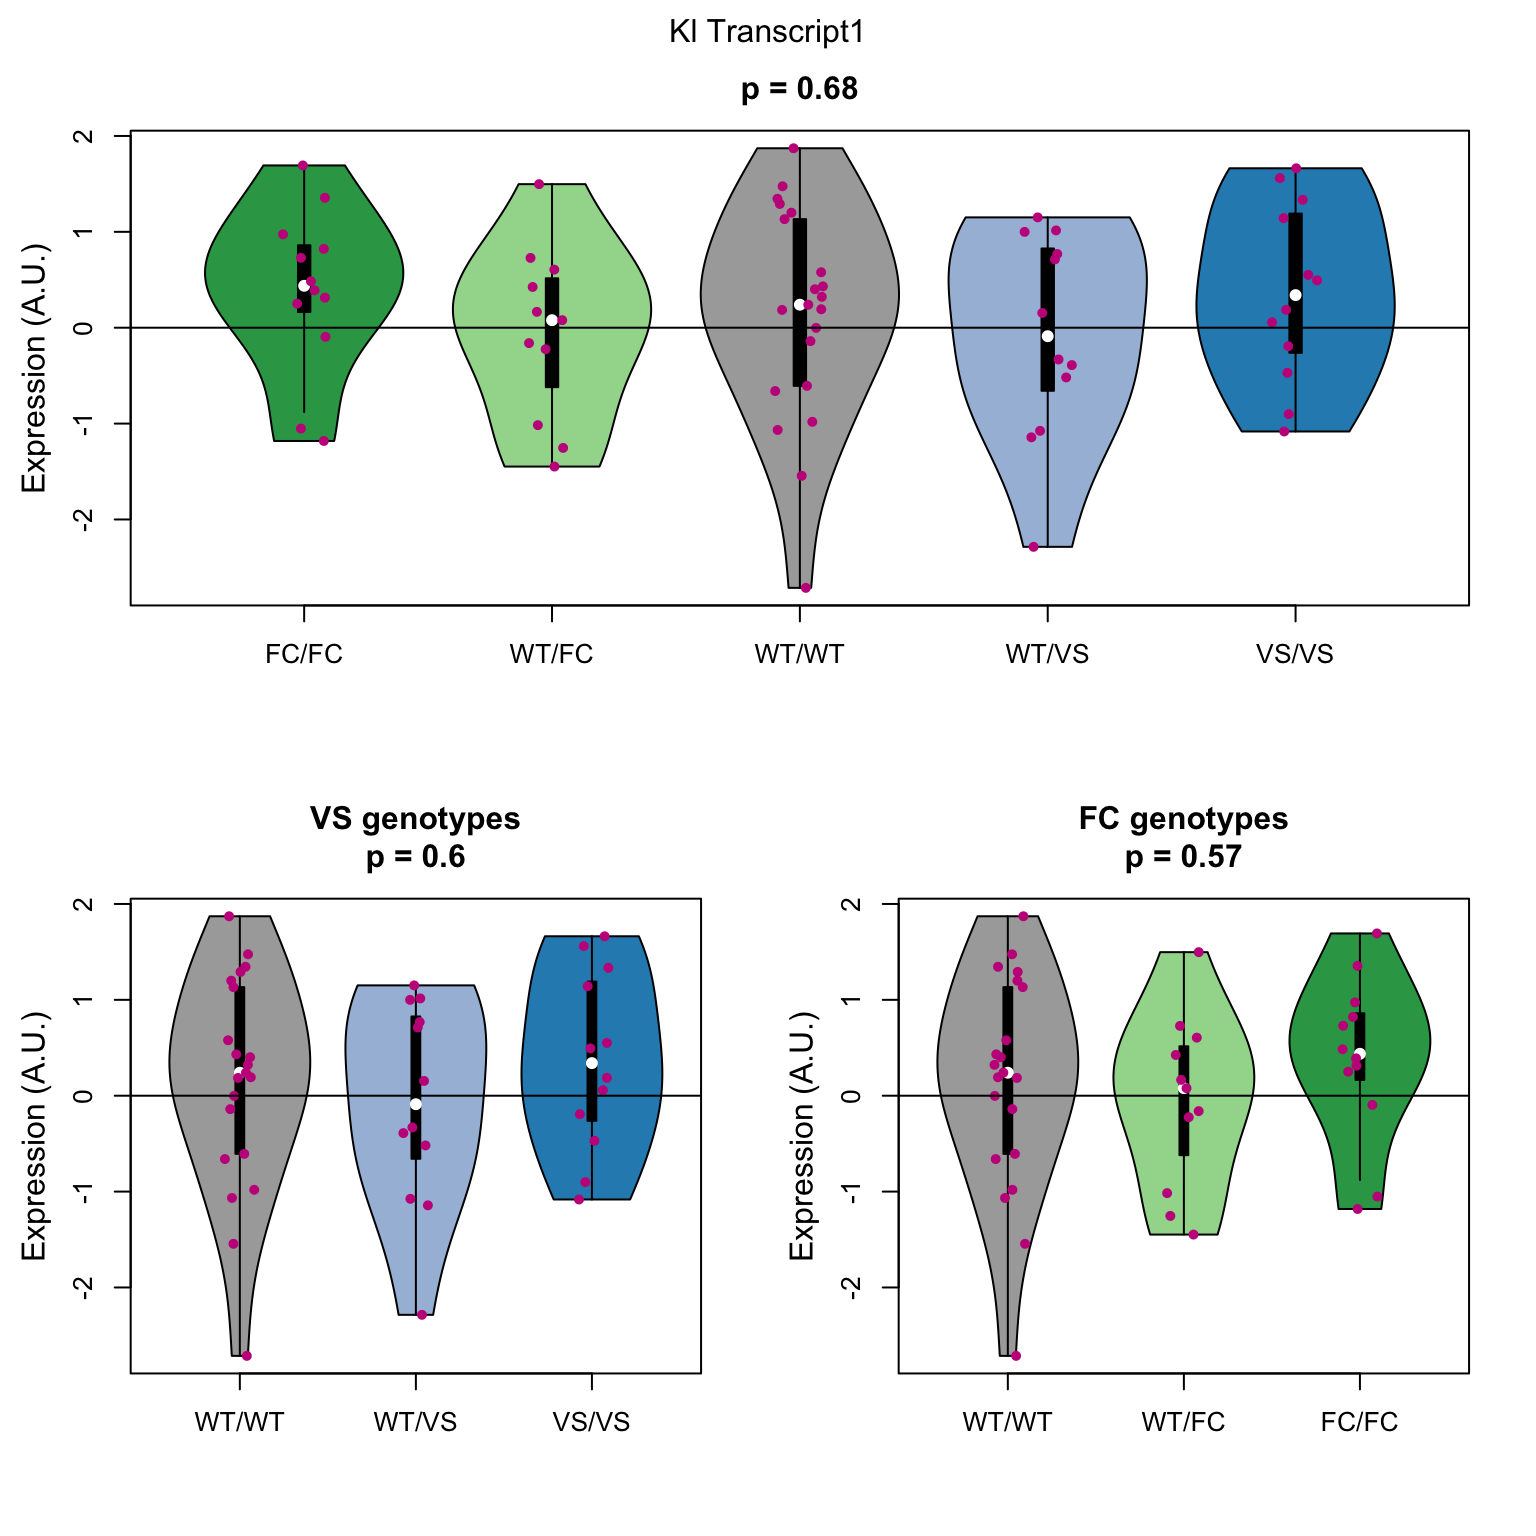 Kl Transcript1
p = 0.68
Expression (A.U.)
2
1
0
-1
-2
FC/FC WT/FC WT/WT WT/VS VS/VS
VS genotypes
p = 0.6
Expression (A.U.)
2
1
0
-1
-2
WT/WT WT/VS VS/VS
FC genotypes
p = 0.57
Expression (A.U.)
2
1
0
-1
-2
WT/WT WT/FC FC/FC